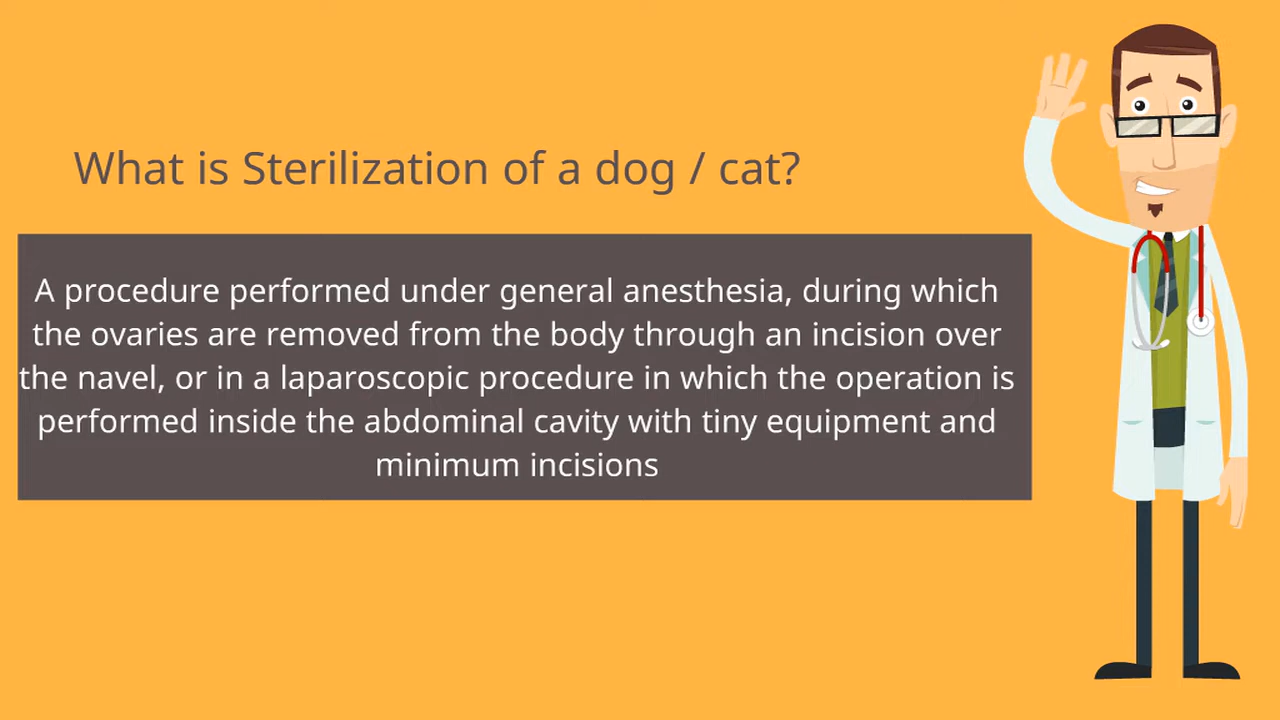 What is Sterilization of a dog / cat?
A procedure performed under general anesthesia, during which
the ovaries are removed from the body through an incision over
the navel, or in a laparoscopic procedure in which the operation is
performed inside the abdominal cavity with tiny equipment and
minimum incisions